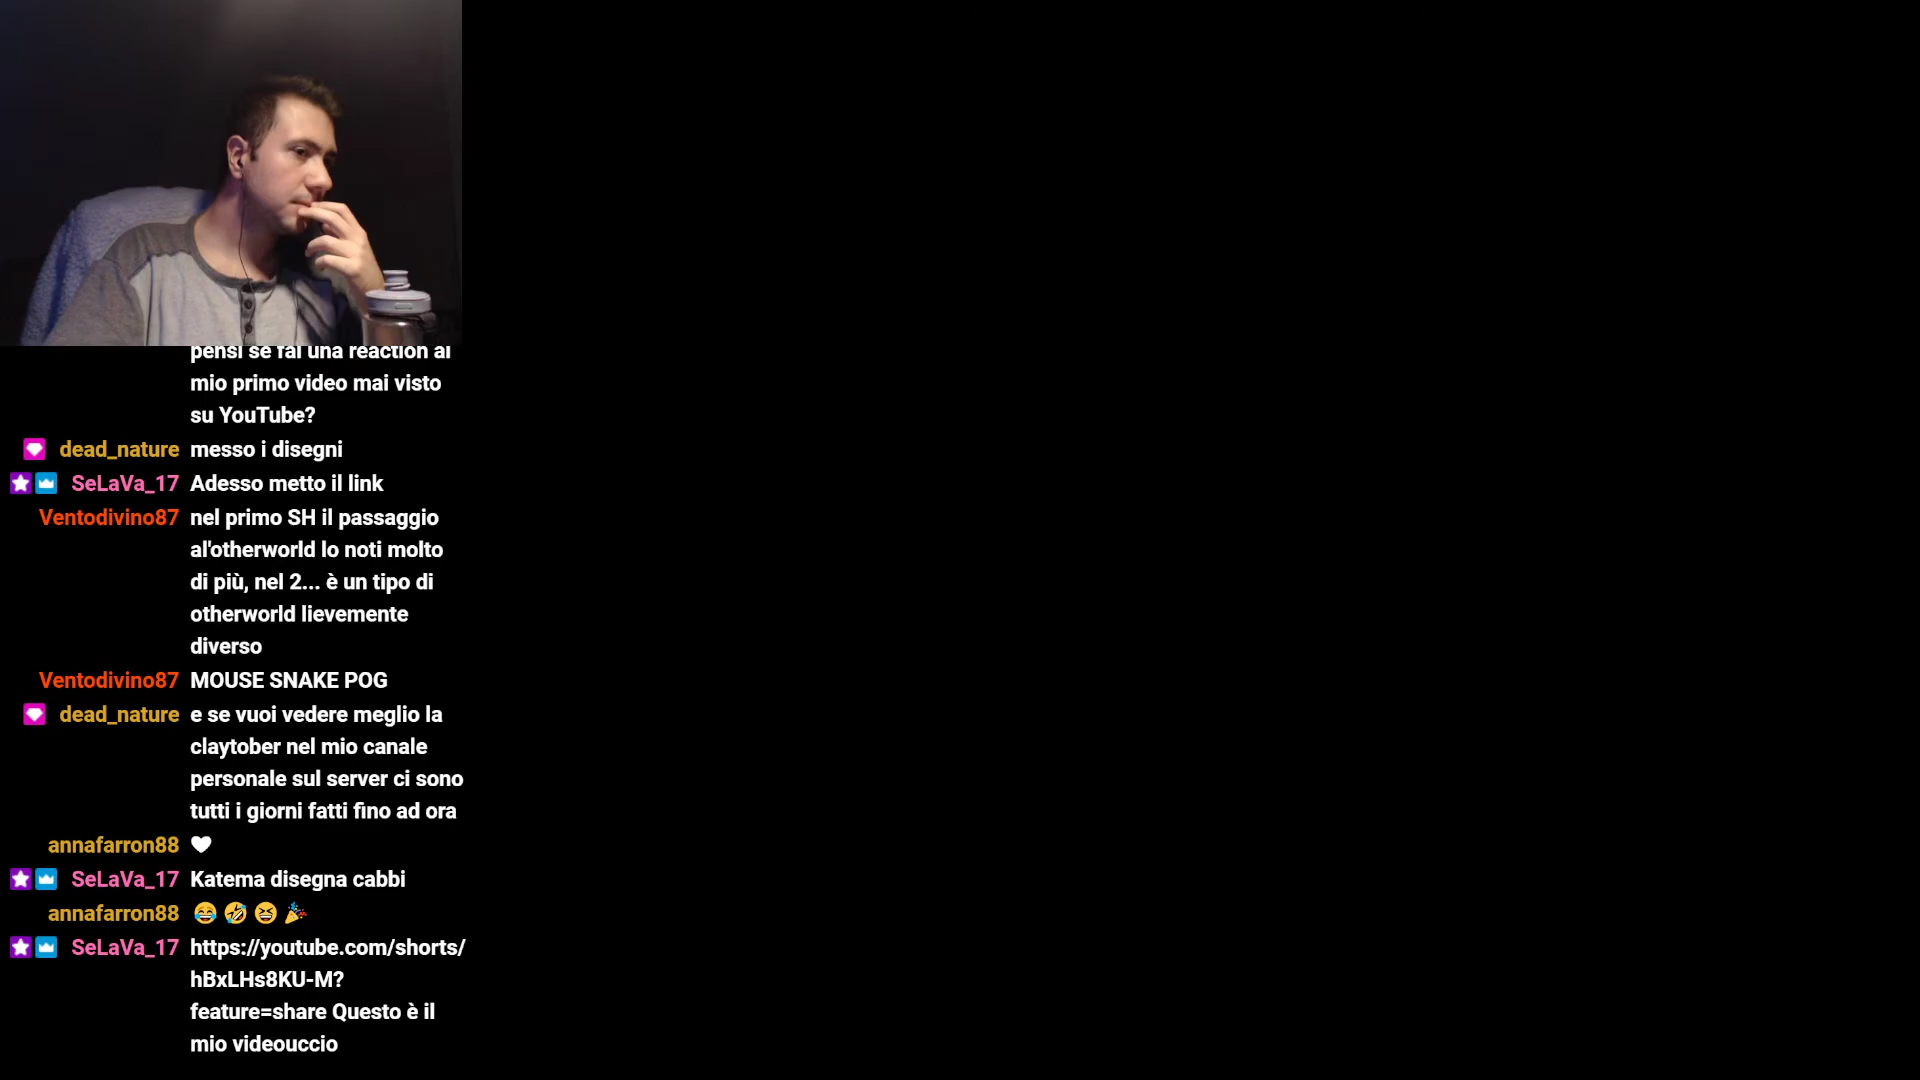 pensi se fai una reaction al
mio primo video mai visto
su YouTube?
dead_nature messo i disegni
SeLaVa_17 Adesso metto il link
Ventodivino87 nel primo SH il passaggio
al'otherworld lo noti molto
di più, nel 2... è un tipo di
otherworld lievemente
diverso
Ventodivino87 MOUSE SNAKE POG
dead_nature e se vuoi vedere meglio la
claytober nel mio canale
personale sul server ci sono
tutti i giorni fatti fino ad ora
annafarron88 🤍
SeLaVa_17 Katema disegna cabbi
annafarron88 😂 🤣 😆 🎉
SeLaVa_17 https://youtube.com/shorts/
hBxLHs8KU-M?
feature=share Questo è il
mio videouccio